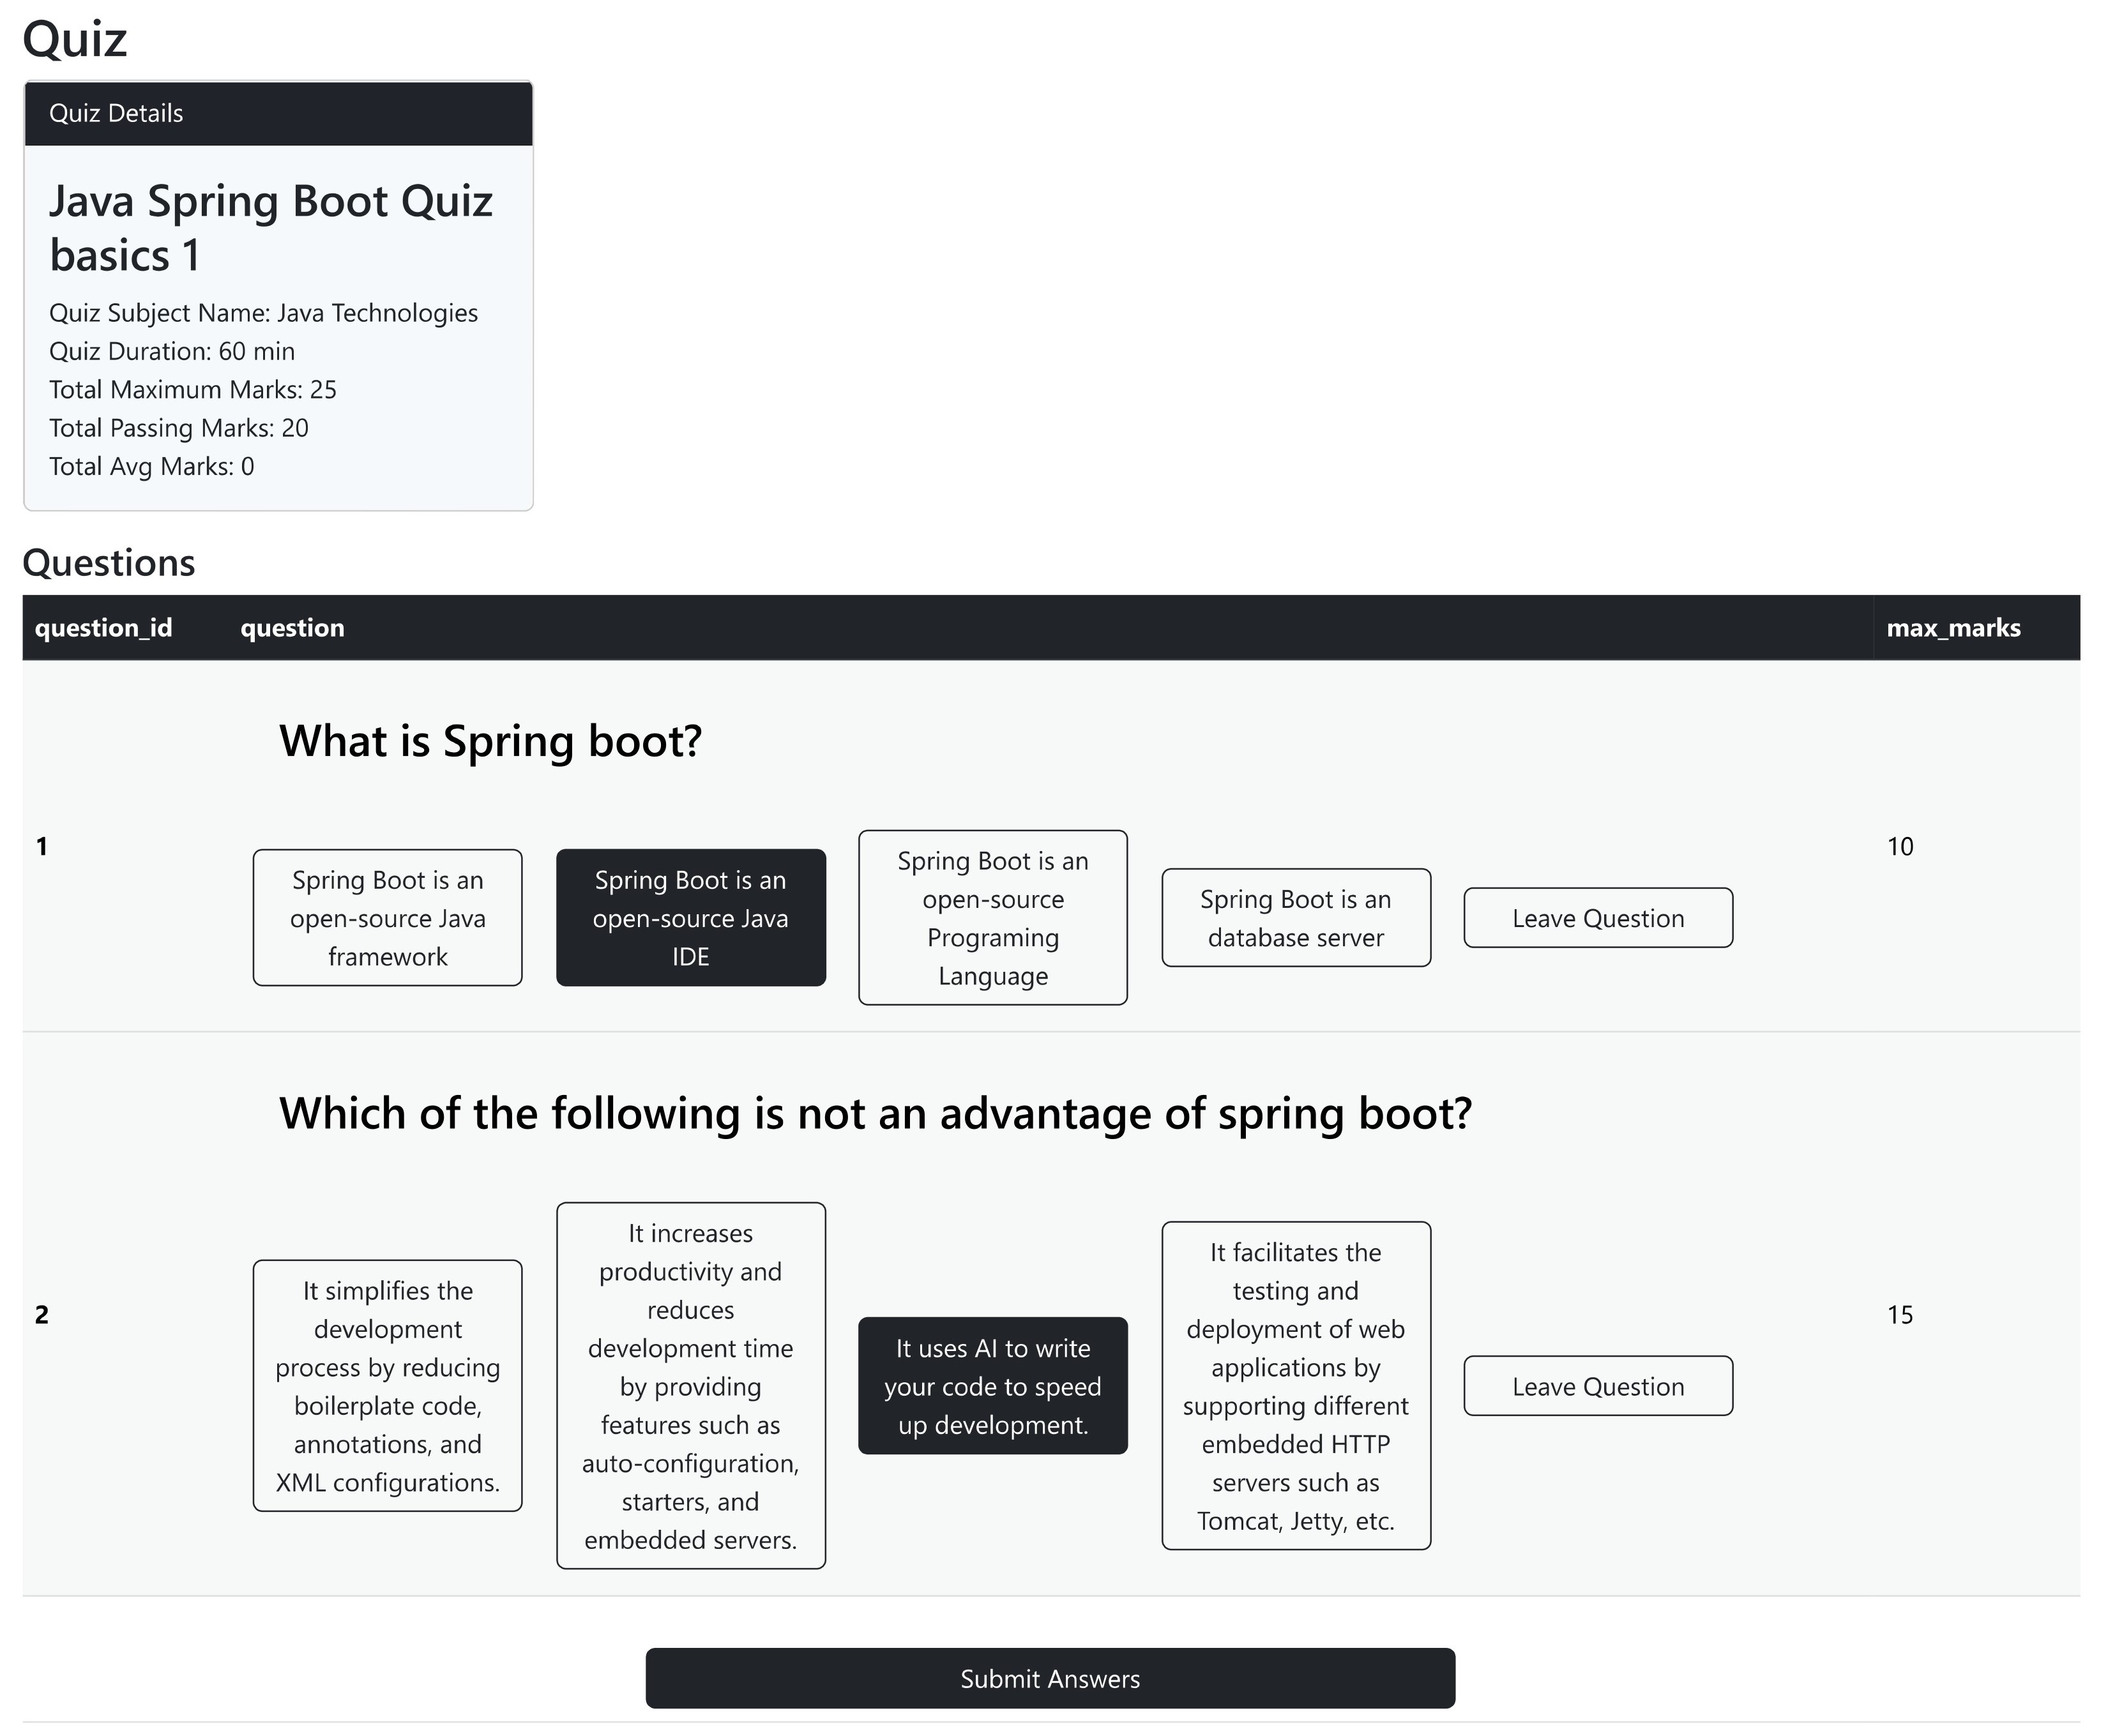 Quiz
Quiz Details
Java Spring Boot Quiz
basics 1
Quiz Subject Name: Java Technologies
Quiz Duration: 60 min
Total Maximum Marks: 25
Total Passing Marks: 20
Total Avg Marks: 0
Questions
question_id question max_marks
1
What is Spring boot?
Spring Boot is an
open-source Java
framework
Spring Boot is an
open-source Java
IDE
Spring Boot is an
open-source
Programing
Language
Spring Boot is an
database server
Leave Question
10
2
Which of the following is not an advantage of spring boot?
It simplifies the
development
process by reducing
boilerplate code,
annotations, and
XML configurations.
It increases
productivity and
reduces
development time
by providing
features such as
auto-configuration,
starters, and
embedded servers.
It uses AI to write
your code to speed
up development.
It facilitates the
testing and
deployment of web
applications by
supporting different
embedded HTTP
servers such as
Tomcat, Jetty, etc.
Leave Question
15
Submit Answers